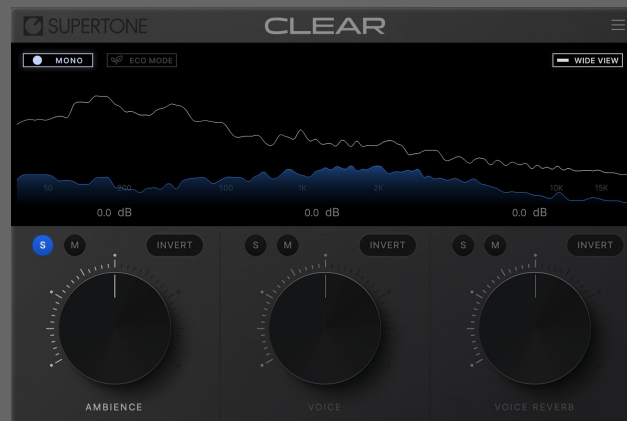 SUPERTONE CLEAR
MONO ECO MODE WIDE VIEW
50 200 500 1K 2K 10K 15K
0.0 dB 0.0 dB 0.0 dB
S M INVERT S M INVERT S M INVERT
AMBIENCE VOICE VOICE REVERB